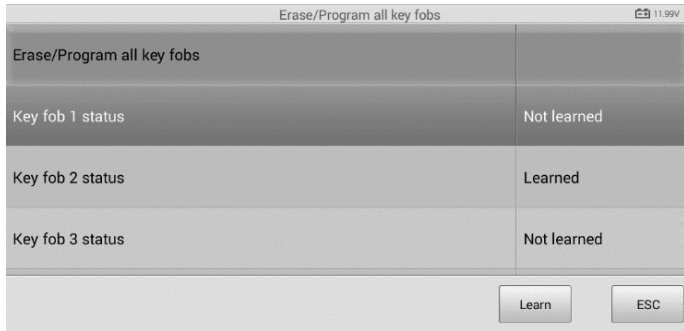 Erase/Program all key fobs 11.99V
Erase/Program all key fobs
Key fob 1 status Not learned
Key fob 2 status Learned
Key fob 3 status Not learned
Learn ESC